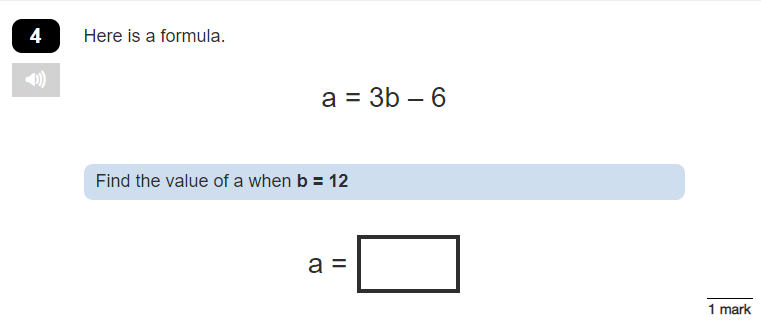 4 Here is a formula.
a = 3b – 6
Find the value of a when b = 12
a =
1 mark